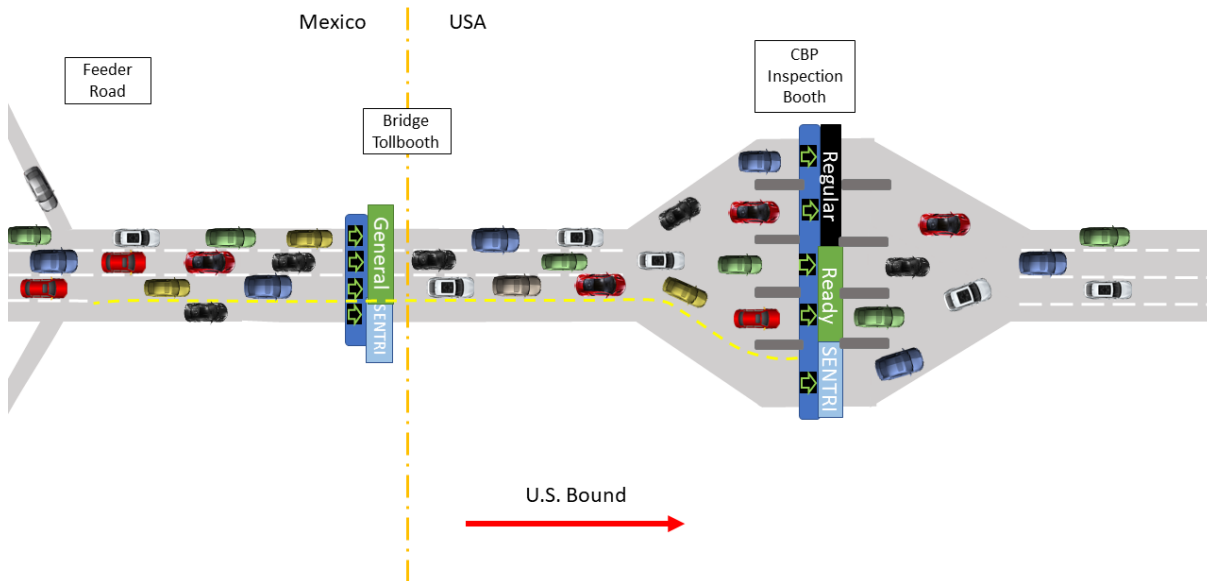 Mexico
USA
Feeder
Road
Bridge
Tollbooth
CBP
Inspection
Booth
General
SENTRI
Regular
Ready
SENTRI
U.S. Bound